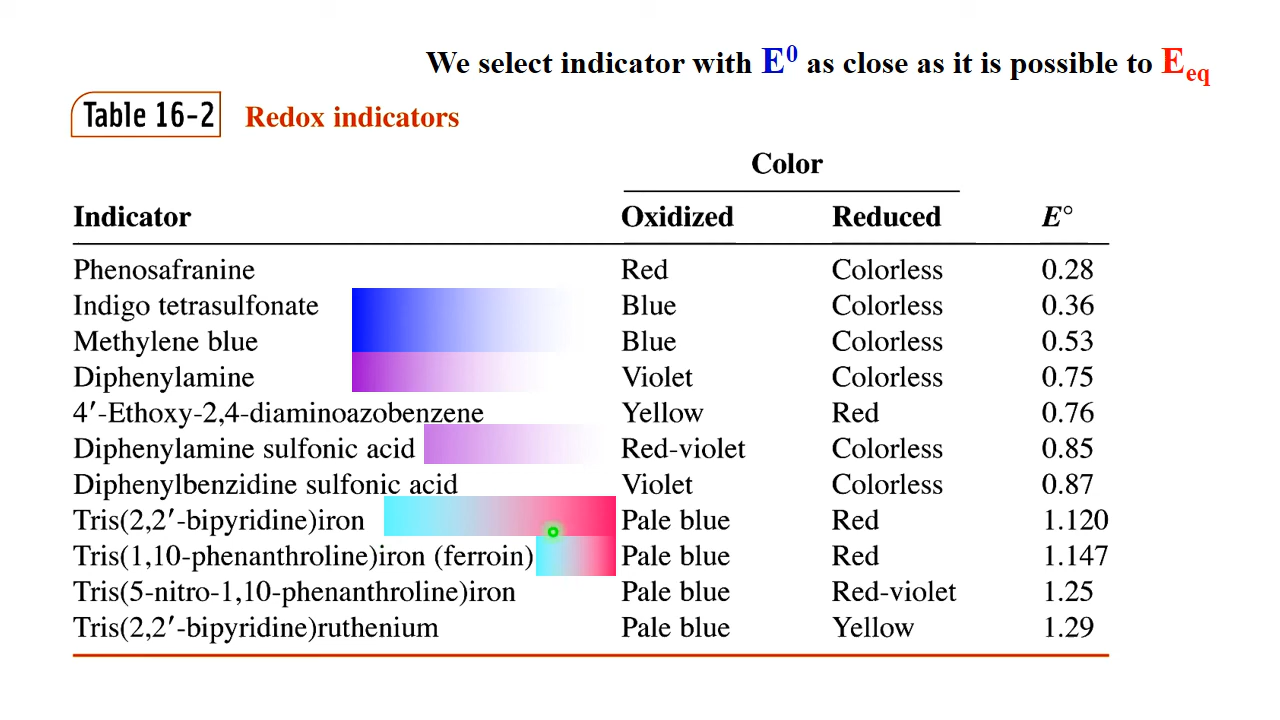 We select indicator with E⁰ as close as it is possible to E_eq
Table 16-2 Redox indicators
Color
Indicator Oxidized Reduced E°
Phenosafranine Red Colorless 0.28
Indigo tetrasulfonate Blue Colorless 0.36
Methylene blue Blue Colorless 0.53
Diphenylamine Violet Colorless 0.75
4′-Ethoxy-2,4-diaminoazobenzene Yellow Red 0.76
Diphenylamine sulfonic acid Red-violet Colorless 0.85
Diphenylbenzidine sulfonic acid Violet Colorless 0.87
Tris(2,2′-bipyridine)iron Pale blue Red 1.120
Tris(1,10-phenanthroline)iron (ferroin) Pale blue Red 1.147
Tris(5-nitro-1,10-phenanthroline)iron Pale blue Red-violet 1.25
Tris(2,2′-bipyridine)ruthenium Pale blue Yellow 1.29